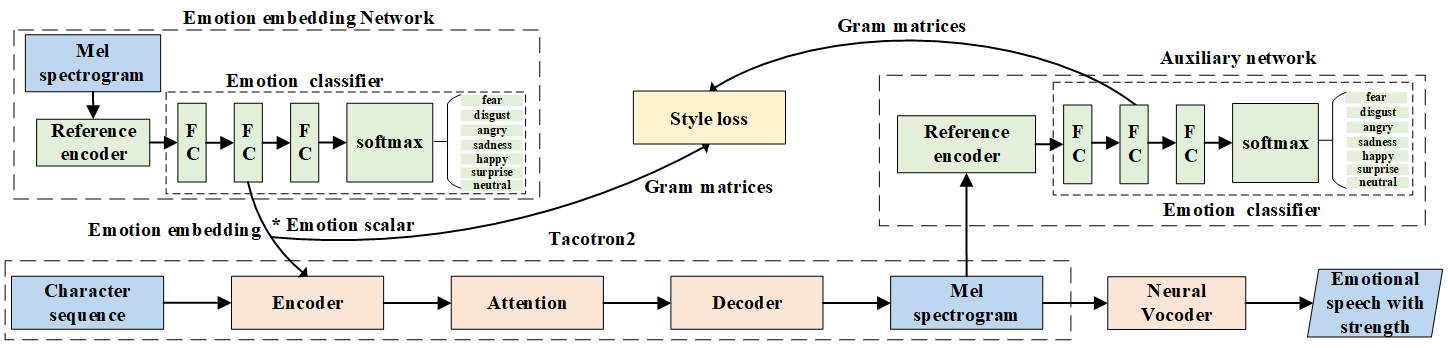 Emotion embedding Network
Mel
spectrogram
Reference
encoder
Emotion classifier
F
C
F
C
F
C
softmax
fear
disgust
angry
sadness
happy
surprise
neutral
Gram matrices
Style loss
Gram matrices
Emotion embedding
* Emotion scalar
Auxiliary network
Reference
encoder
F
C
F
C
F
C
softmax
fear
disgust
angry
sadness
happy
surprise
neutral
Emotion classifier
Tacotron2
Character
sequence
Encoder
Attention
Decoder
Mel
spectrogram
Neural
Vocoder
Emotional
speech with
strength